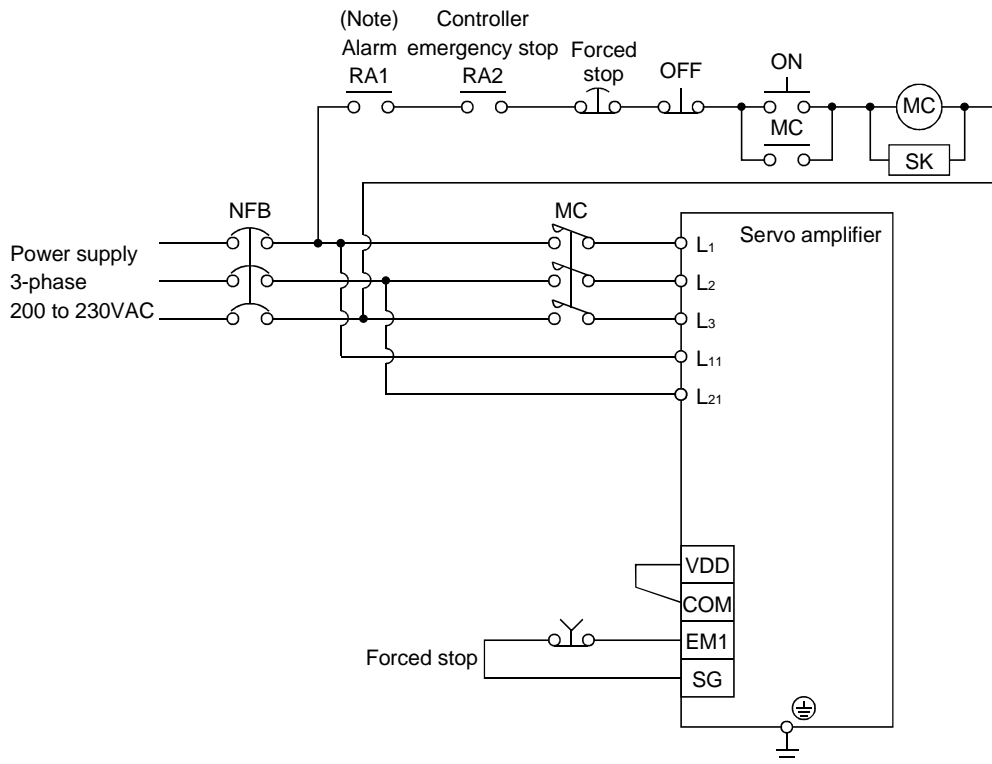 (Note)
Alarm
RA1
Controller
emergency stop
RA2
Forced
stop
OFF
ON
MC
MC
SK
NFB
MC
Power supply
3-phase
200 to 230VAC
Servo amplifier
L1
L2
L3
L11
L21
VDD
COM
EM1
SG
Forced stop